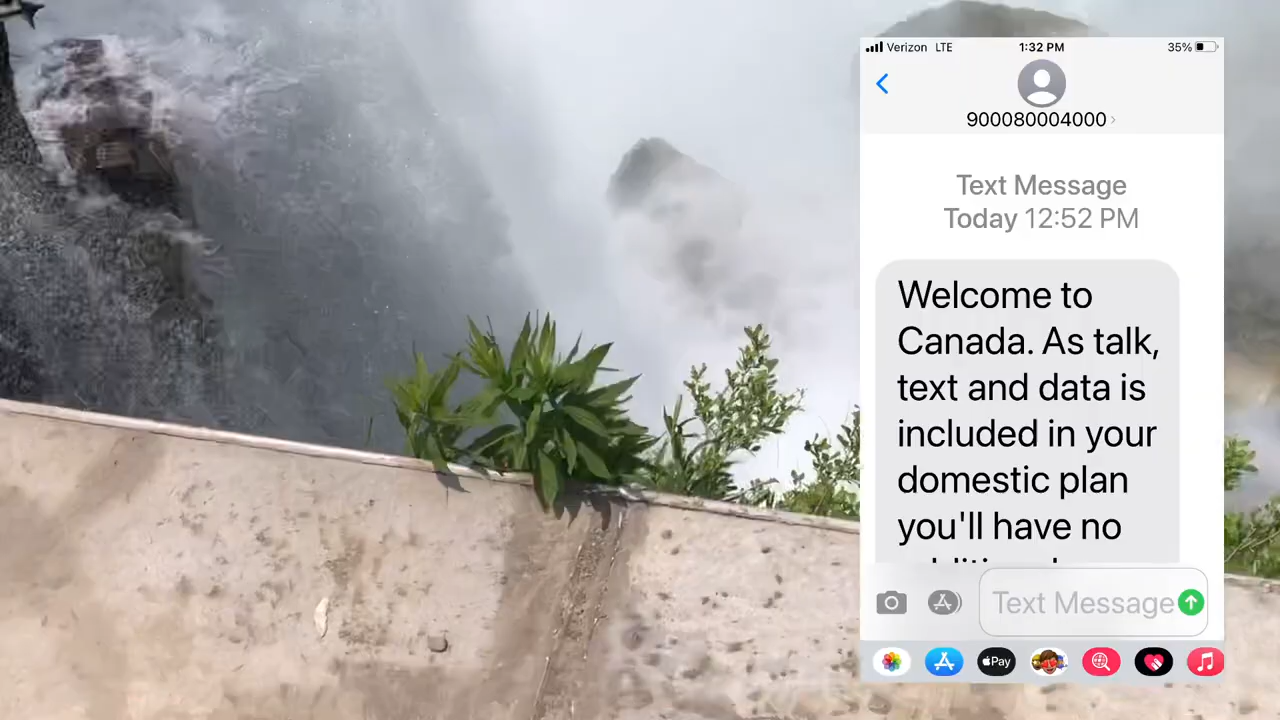 Verizon LTE 1:32 PM 35%
900080004000
Text Message
Today 12:52 PM
Welcome to
Canada. As talk,
text and data is
included in your
domestic plan
you'll have no
Text Message
Pay